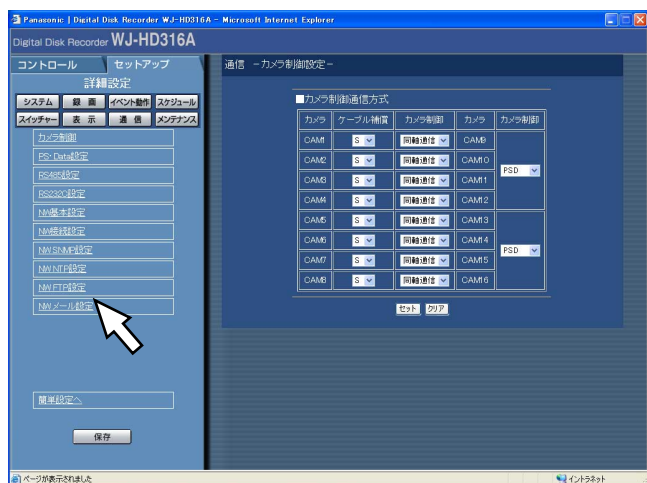 Panasonic | Digital Disk Recorder WJ-HD316A - Microsoft Internet Explorer
Digital Disk Recorder WJ-HD316A
コントロール セットアップ
詳細設定
システム 録画 イベント動作 スケジュール
スイッチャー 表示 通信 メンテナンス
カメラ制御
PS・Data設定
RS485設定
RS232C設定
NW基本設定
NW接続設定
NW SNMP設定
NW NTP設定
NW FTP設定
NW メール設定
簡単設定へ
保存
通信 －カメラ制御設定－
■カメラ制御通信方式
カメラ ケーブル補償 カメラ制御 カメラ カメラ制御
CAM1 S 同軸通信 CAM9
CAM2 S 同軸通信 CAM10
PSD
CAM3 S 同軸通信 CAM11
CAM4 S 同軸通信 CAM12
CAM5 S 同軸通信 CAM13
CAM6 S 同軸通信 CAM14
PSD
CAM7 S 同軸通信 CAM15
CAM8 S 同軸通信 CAM16
セット クリア
ページが表示されました イントラネット